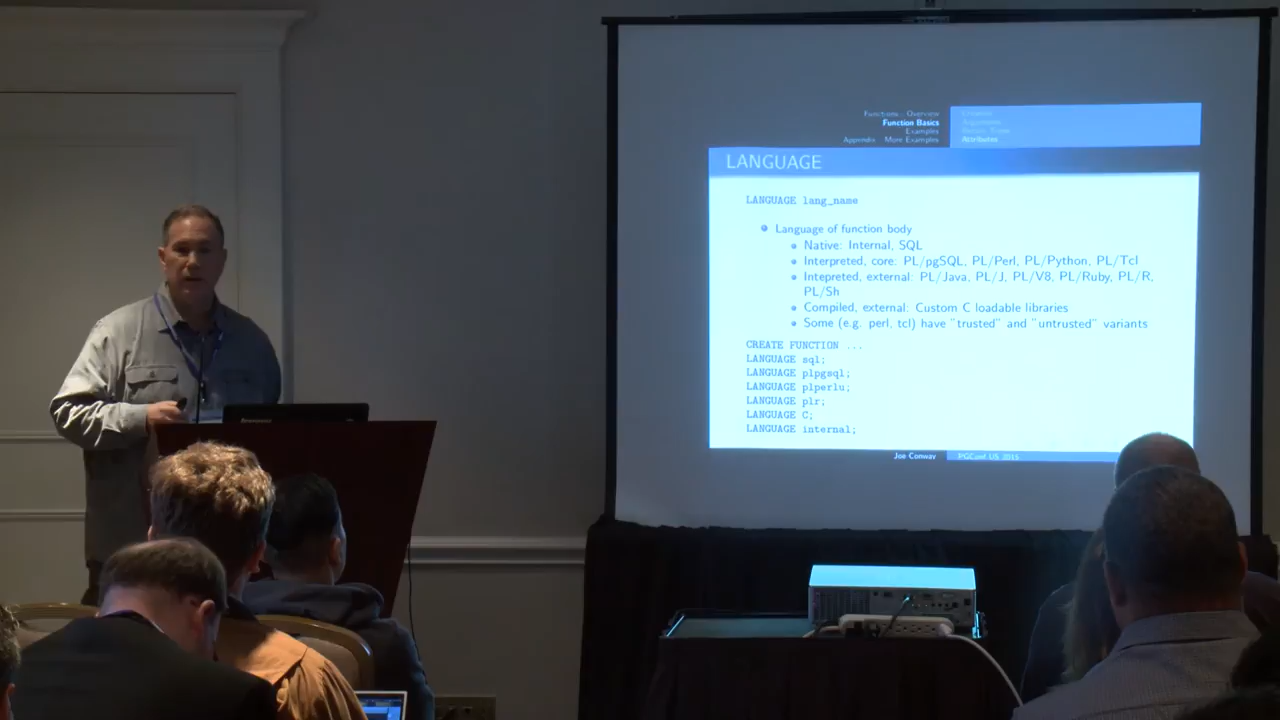 Functions Overview
Function Basics
Examples
Appendix More Examples
Attributes
LANGUAGE
LANGUAGE lang_name
Language of function body
Native: Internal, SQL
Interpreted, core: PL/pgSQL, PL/Perl, PL/Python, PL/Tcl
Intepreted, external: PL/Java, PL/J, PL/V8, PL/Ruby, PL/R,
PL/Sh
Compiled, external: Custom C loadable libraries
Some (e.g. perl, tcl) have "trusted" and "untrusted" variants
CREATE FUNCTION ...
LANGUAGE sql;
LANGUAGE plpgsql;
LANGUAGE plperlu;
LANGUAGE plr;
LANGUAGE C;
LANGUAGE internal;
Joe Conway PGConf US 2015